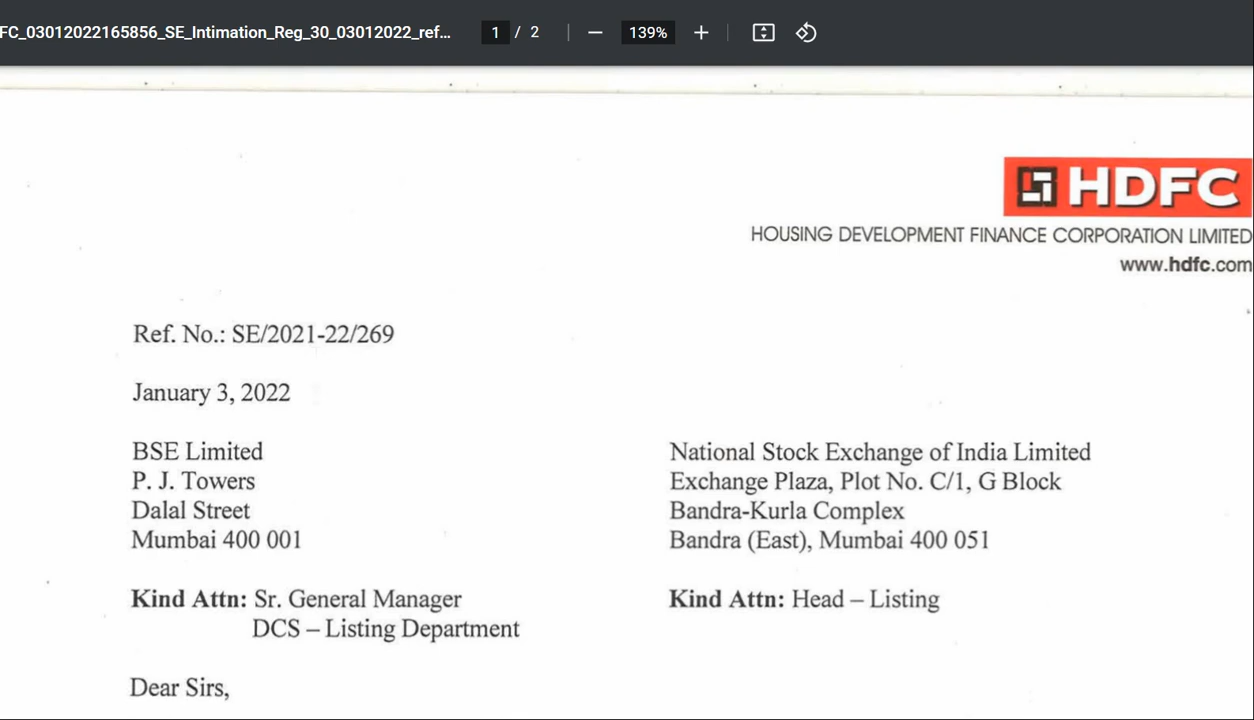 FC_03012022165856_SE_Intimation_Reg_30_03012022_ref...
1 / 2
139%
HDFC
HOUSING DEVELOPMENT FINANCE CORPORATION LIMITED
www.hdfc.com
Ref. No.: SE/2021-22/269
January 3, 2022
BSE Limited
P. J. Towers
Dalal Street
Mumbai 400 001
Kind Attn: Sr. General Manager
DCS – Listing Department
National Stock Exchange of India Limited
Exchange Plaza, Plot No. C/1, G Block
Bandra-Kurla Complex
Bandra (East), Mumbai 400 051
Kind Attn: Head – Listing
Dear Sirs,